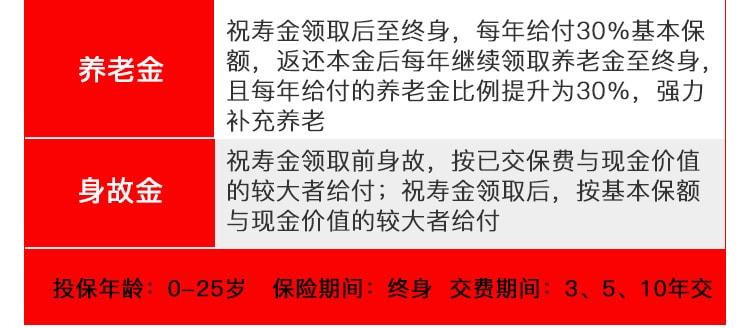 养老金
祝寿金领取后至终身，每年给付30%基本保
额，返还本金后每年继续领取养老金至终身，
且每年给付的养老金比例提升为30%，强力
补充养老
身故金
祝寿金领取前身故，按已交保费与现金价值
的较大者给付；祝寿金领取后，按基本保额
与现金价值的较大者给付
投保年龄：0-25岁 保险期间：终身 交费期间：3、5、10年交